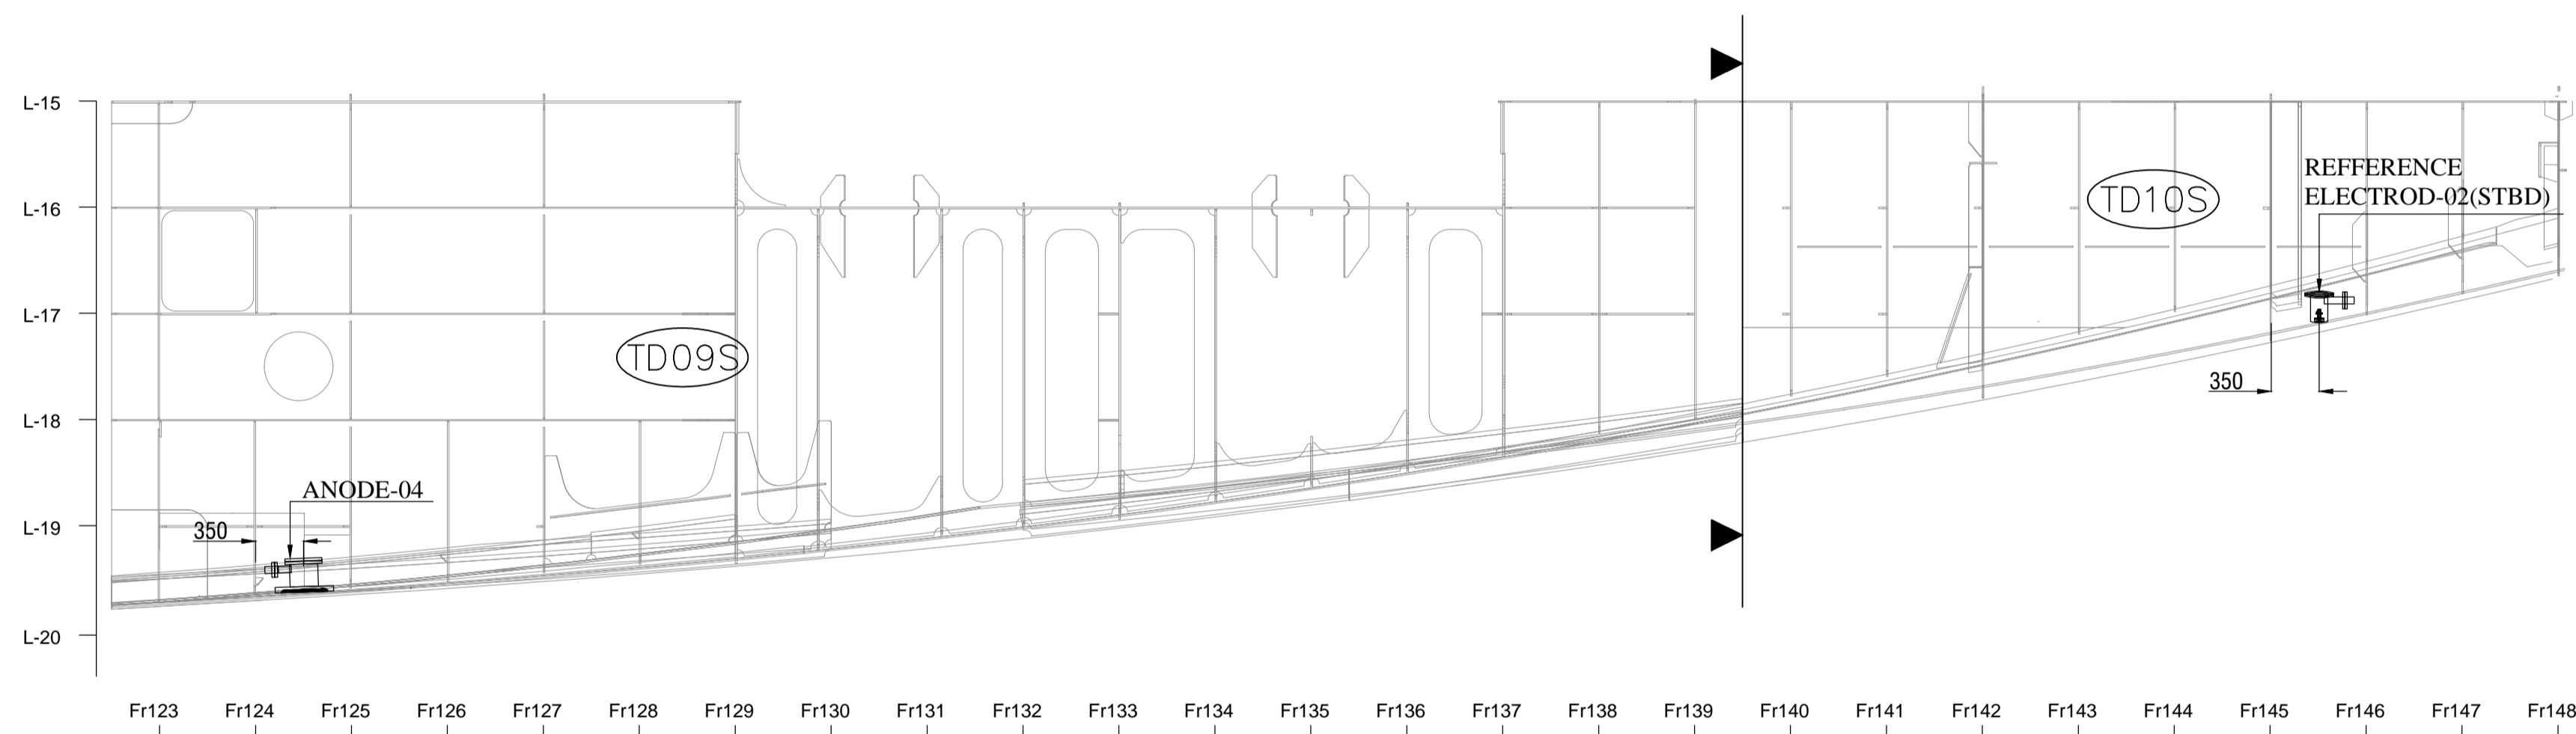 L-15
REFFERENCE
ELECTROD-02(STBD)
TD10S
L-16
L-17
TD09S
350
L-18
ANODE-04
350
L-19
L-20
Fr123 Fr124 Fr125 Fr126 Fr127 Fr128 Fr129 Fr130 Fr131 Fr132 Fr133 Fr134 Fr135 Fr136 Fr137 Fr138 Fr139 Fr140 Fr141 Fr142 Fr143 Fr144 Fr145 Fr146 Fr147 Fr148